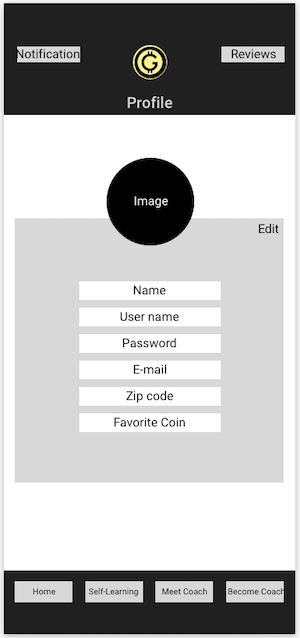 Notification
G
Reviews
Profile
Image
Edit
Name
User name
Password
E-mail
Zip code
Favorite Coin
Home
Self-Learning
Meet Coach
Become Coach